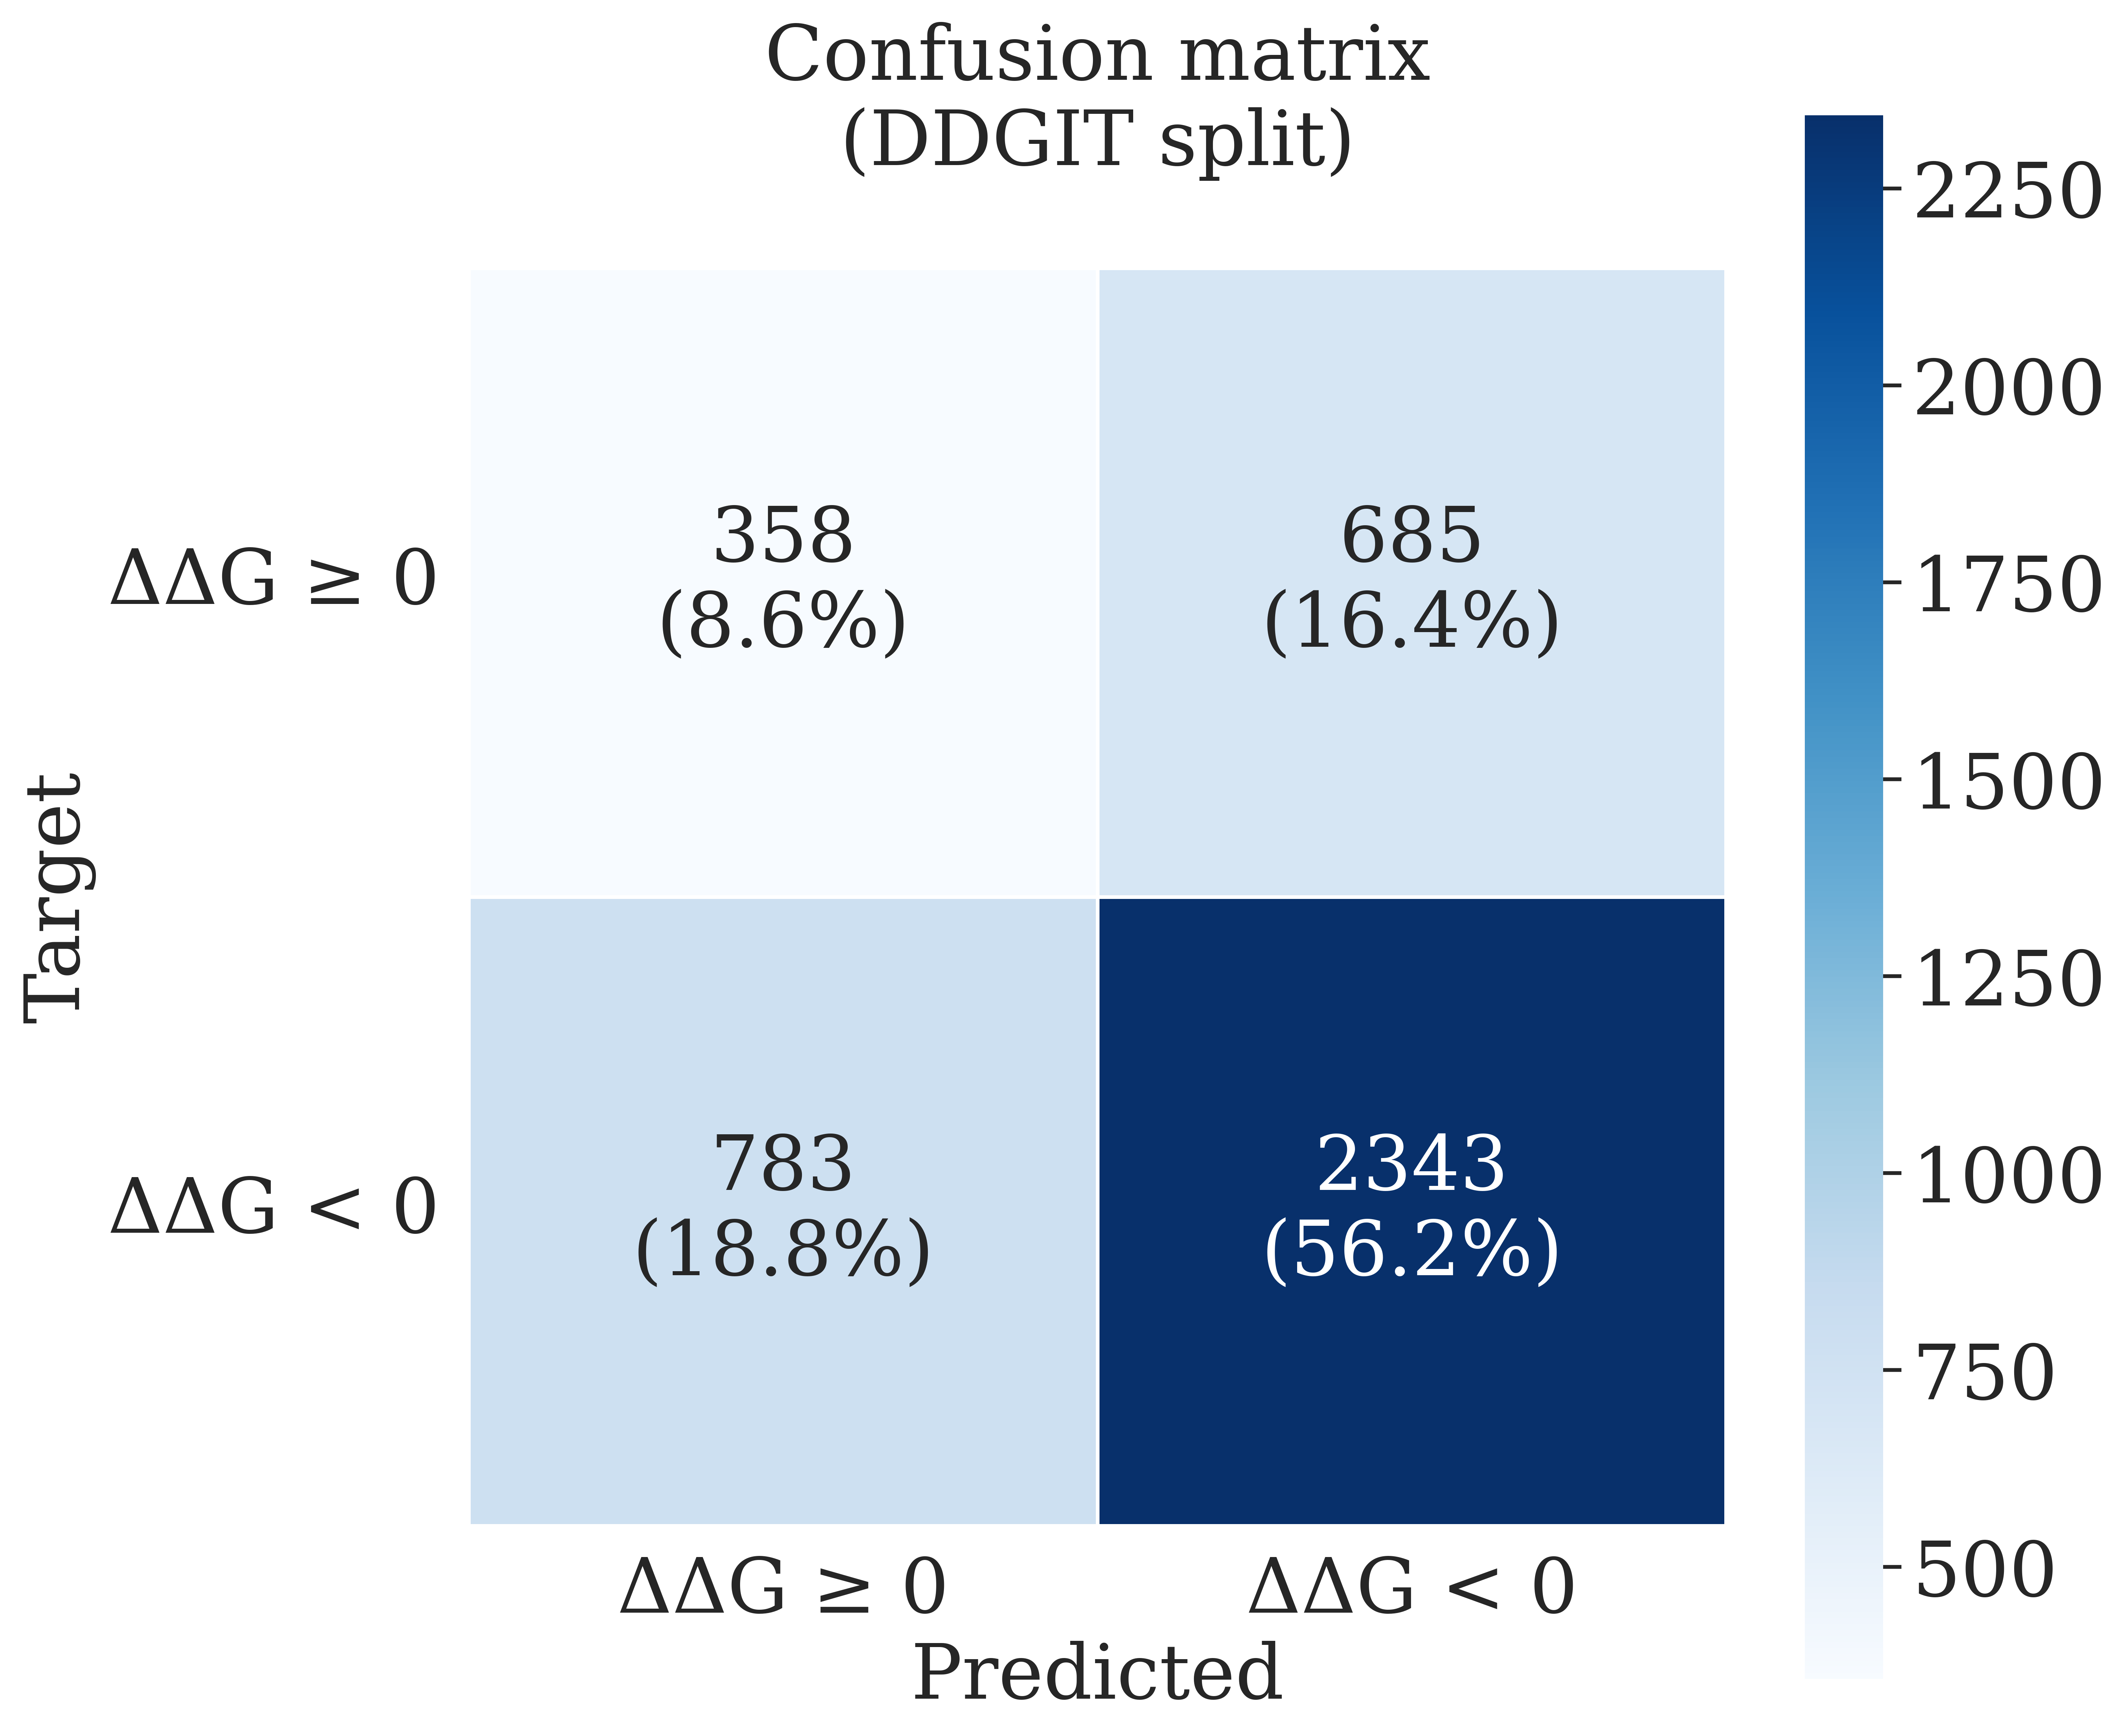 Confusion matrix
(DDGIT split)
Target
ΔΔG ≥ 0
358
(8.6%)
685
(16.4%)
ΔΔG < 0
783
(18.8%)
2343
(56.2%)
ΔΔG ≥ 0
ΔΔG < 0
Predicted
2250
2000
1750
1500
1250
1000
750
500